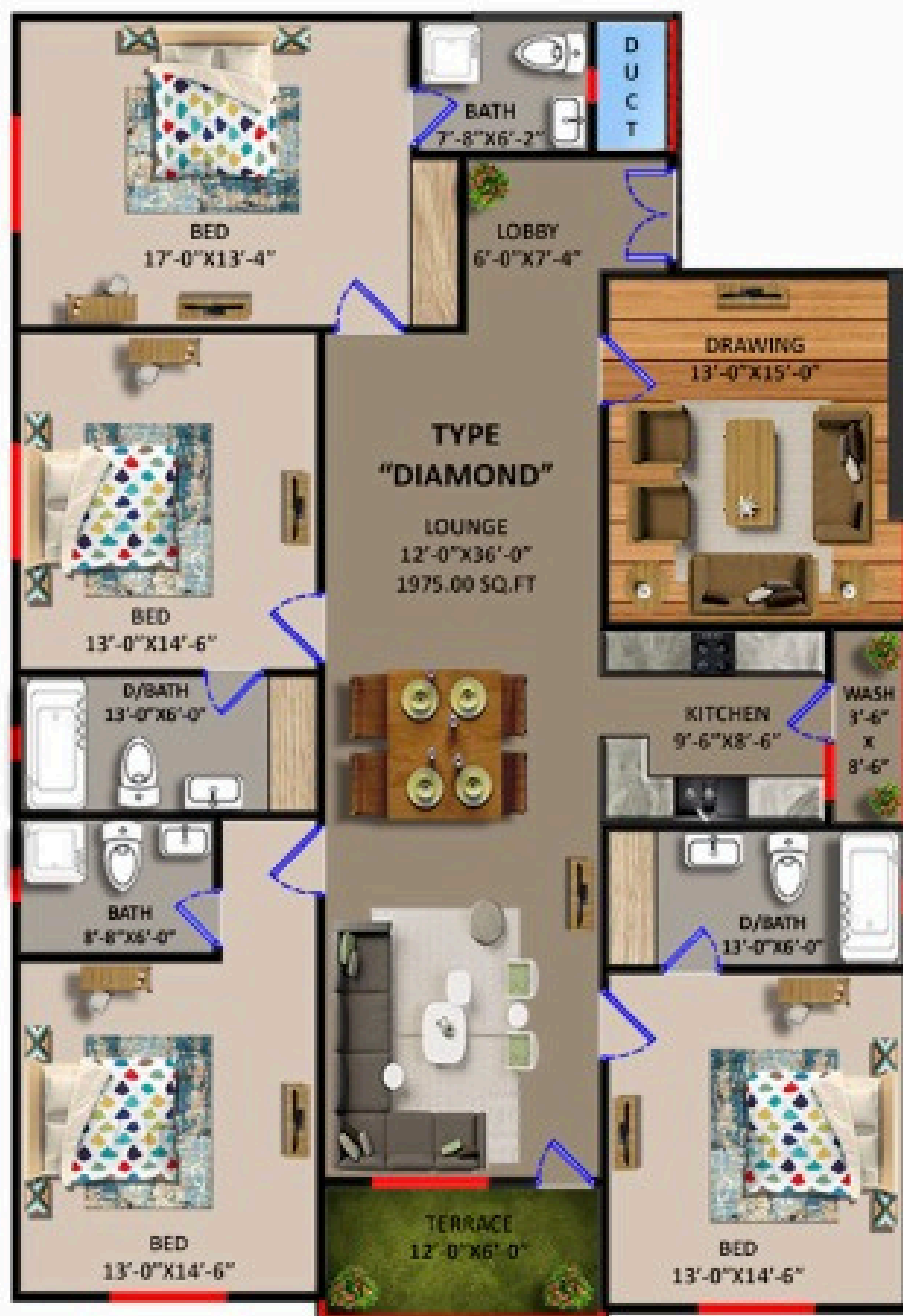 BATH
7'-8"X6'-2"
D
U
C
T
BED
17'-0"X13'-4"
LOBBY
6'-0"X7'-4"
DRAWING
13'-0"X15'-0"
TYPE
"DIAMOND"
LOUNGE
12'-0"X36'-0"
1975.00 SQ.FT
BED
13'-0"X14'-6"
D/BATH
13'-0"X6'-0"
KITCHEN
9'-6"X8'-6"
WASH
3'-6"
X
8'-6"
BATH
8'-8"X6'-0"
D/BATH
13'-0"X6'-0"
BED
13'-0"X14'-6"
TERRACE
12'-0"X6'-0"
BED
13'-0"X14'-6"